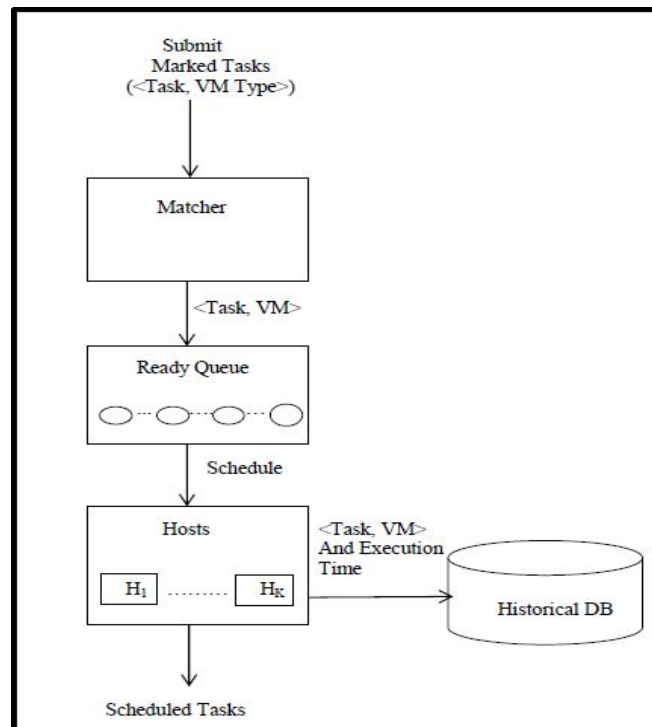 Submit
Marked Tasks
(<Task, VM Type>)
Matcher
<Task, VM>
Ready Queue
Schedule
Hosts
H₁ ........ H_K
<Task, VM>
And Execution
Time
Historical DB
Scheduled Tasks